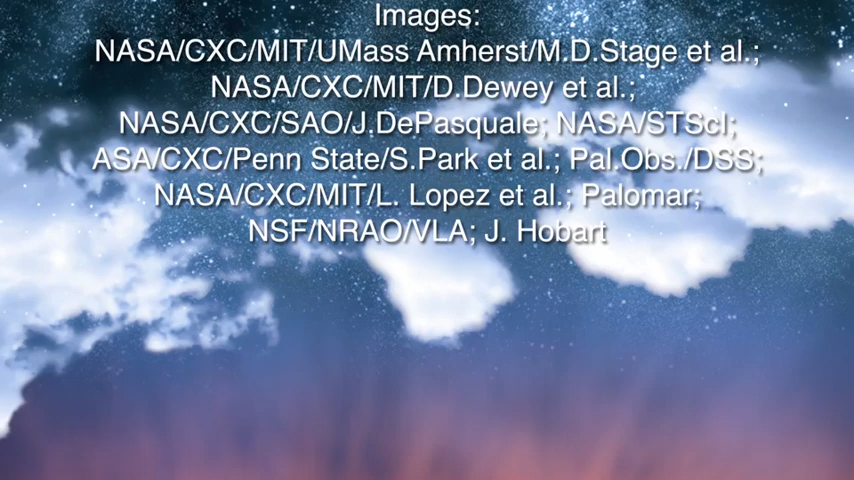 Images:
NASA/CXC/MIT/UMass Amherst/M.D.Stage et al.;
NASA/CXC/MIT/D.Dewey et al.;
NASA/CXC/SAO/J.DePasquale; NASA/STScI;
ASA/CXC/Penn State/S.Park et al.; Pal.Obs./DSS;
NASA/CXC/MIT/L. Lopez et al.; Palomar;
NSF/NRAO/VLA; J. Hobart